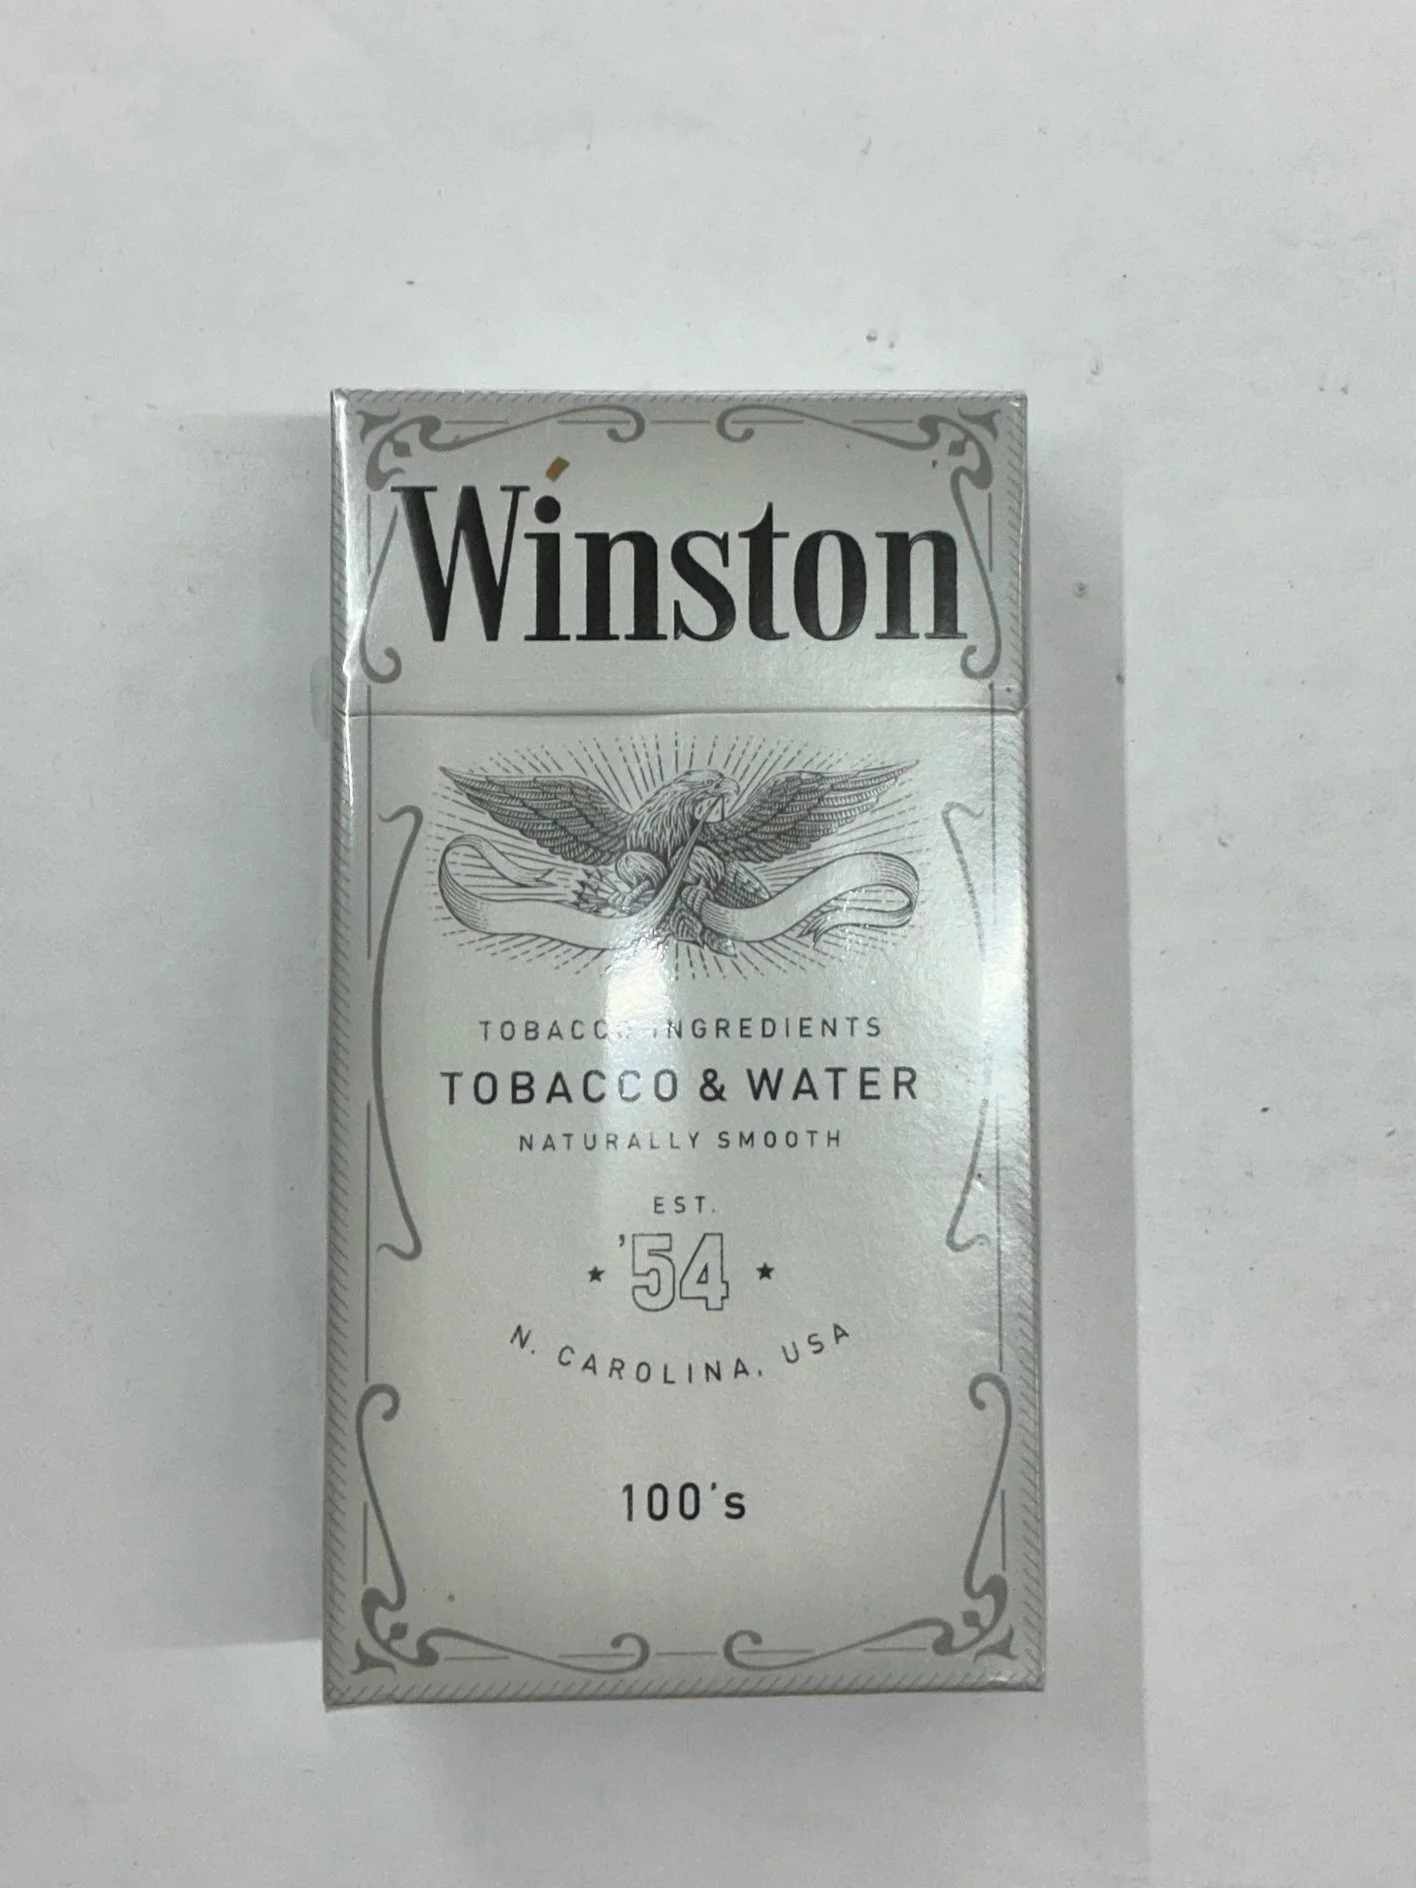 Winston
TOBACCO INGREDIENTS
TOBACCO & WATER
NATURALLY SMOOTH
EST.
'54
N. CAROLINA, USA
100's